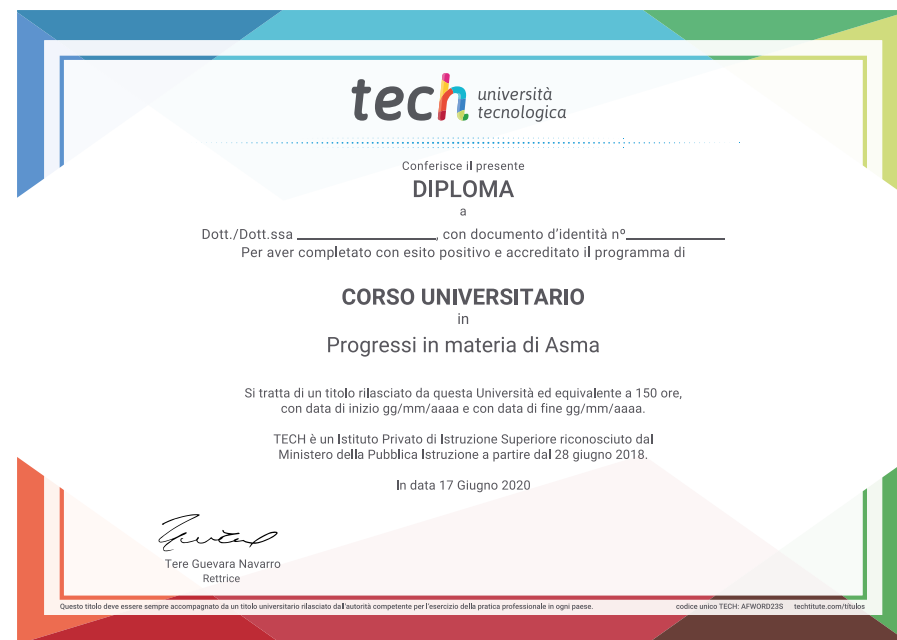 tech università
tecnologica
Conferisce il presente
DIPLOMA
a
Dott./Dott.ssa ________________, con documento d'identità nº____________
Per aver completato con esito positivo e accreditato il programma di
CORSO UNIVERSITARIO
in
Progressi in materia di Asma
Si tratta di un titolo rilasciato da questa Università ed equivalente a 150 ore,
con data di inizio gg/mm/aaaa e con data di fine gg/mm/aaaa.
TECH è un Istituto Privato di Istruzione Superiore riconosciuto dal
Ministero della Pubblica Istruzione a partire dal 28 giugno 2018.
In data 17 Giugno 2020
Tere Guevara Navarro
Rettrice
Questo titolo deve essere sempre accompagnato da un titolo universitario rilasciato dall'autorità competente per l'esercizio della pratica professionale in ogni paese. codice unico TECH: AFWORD23S techtitute.com/titulos